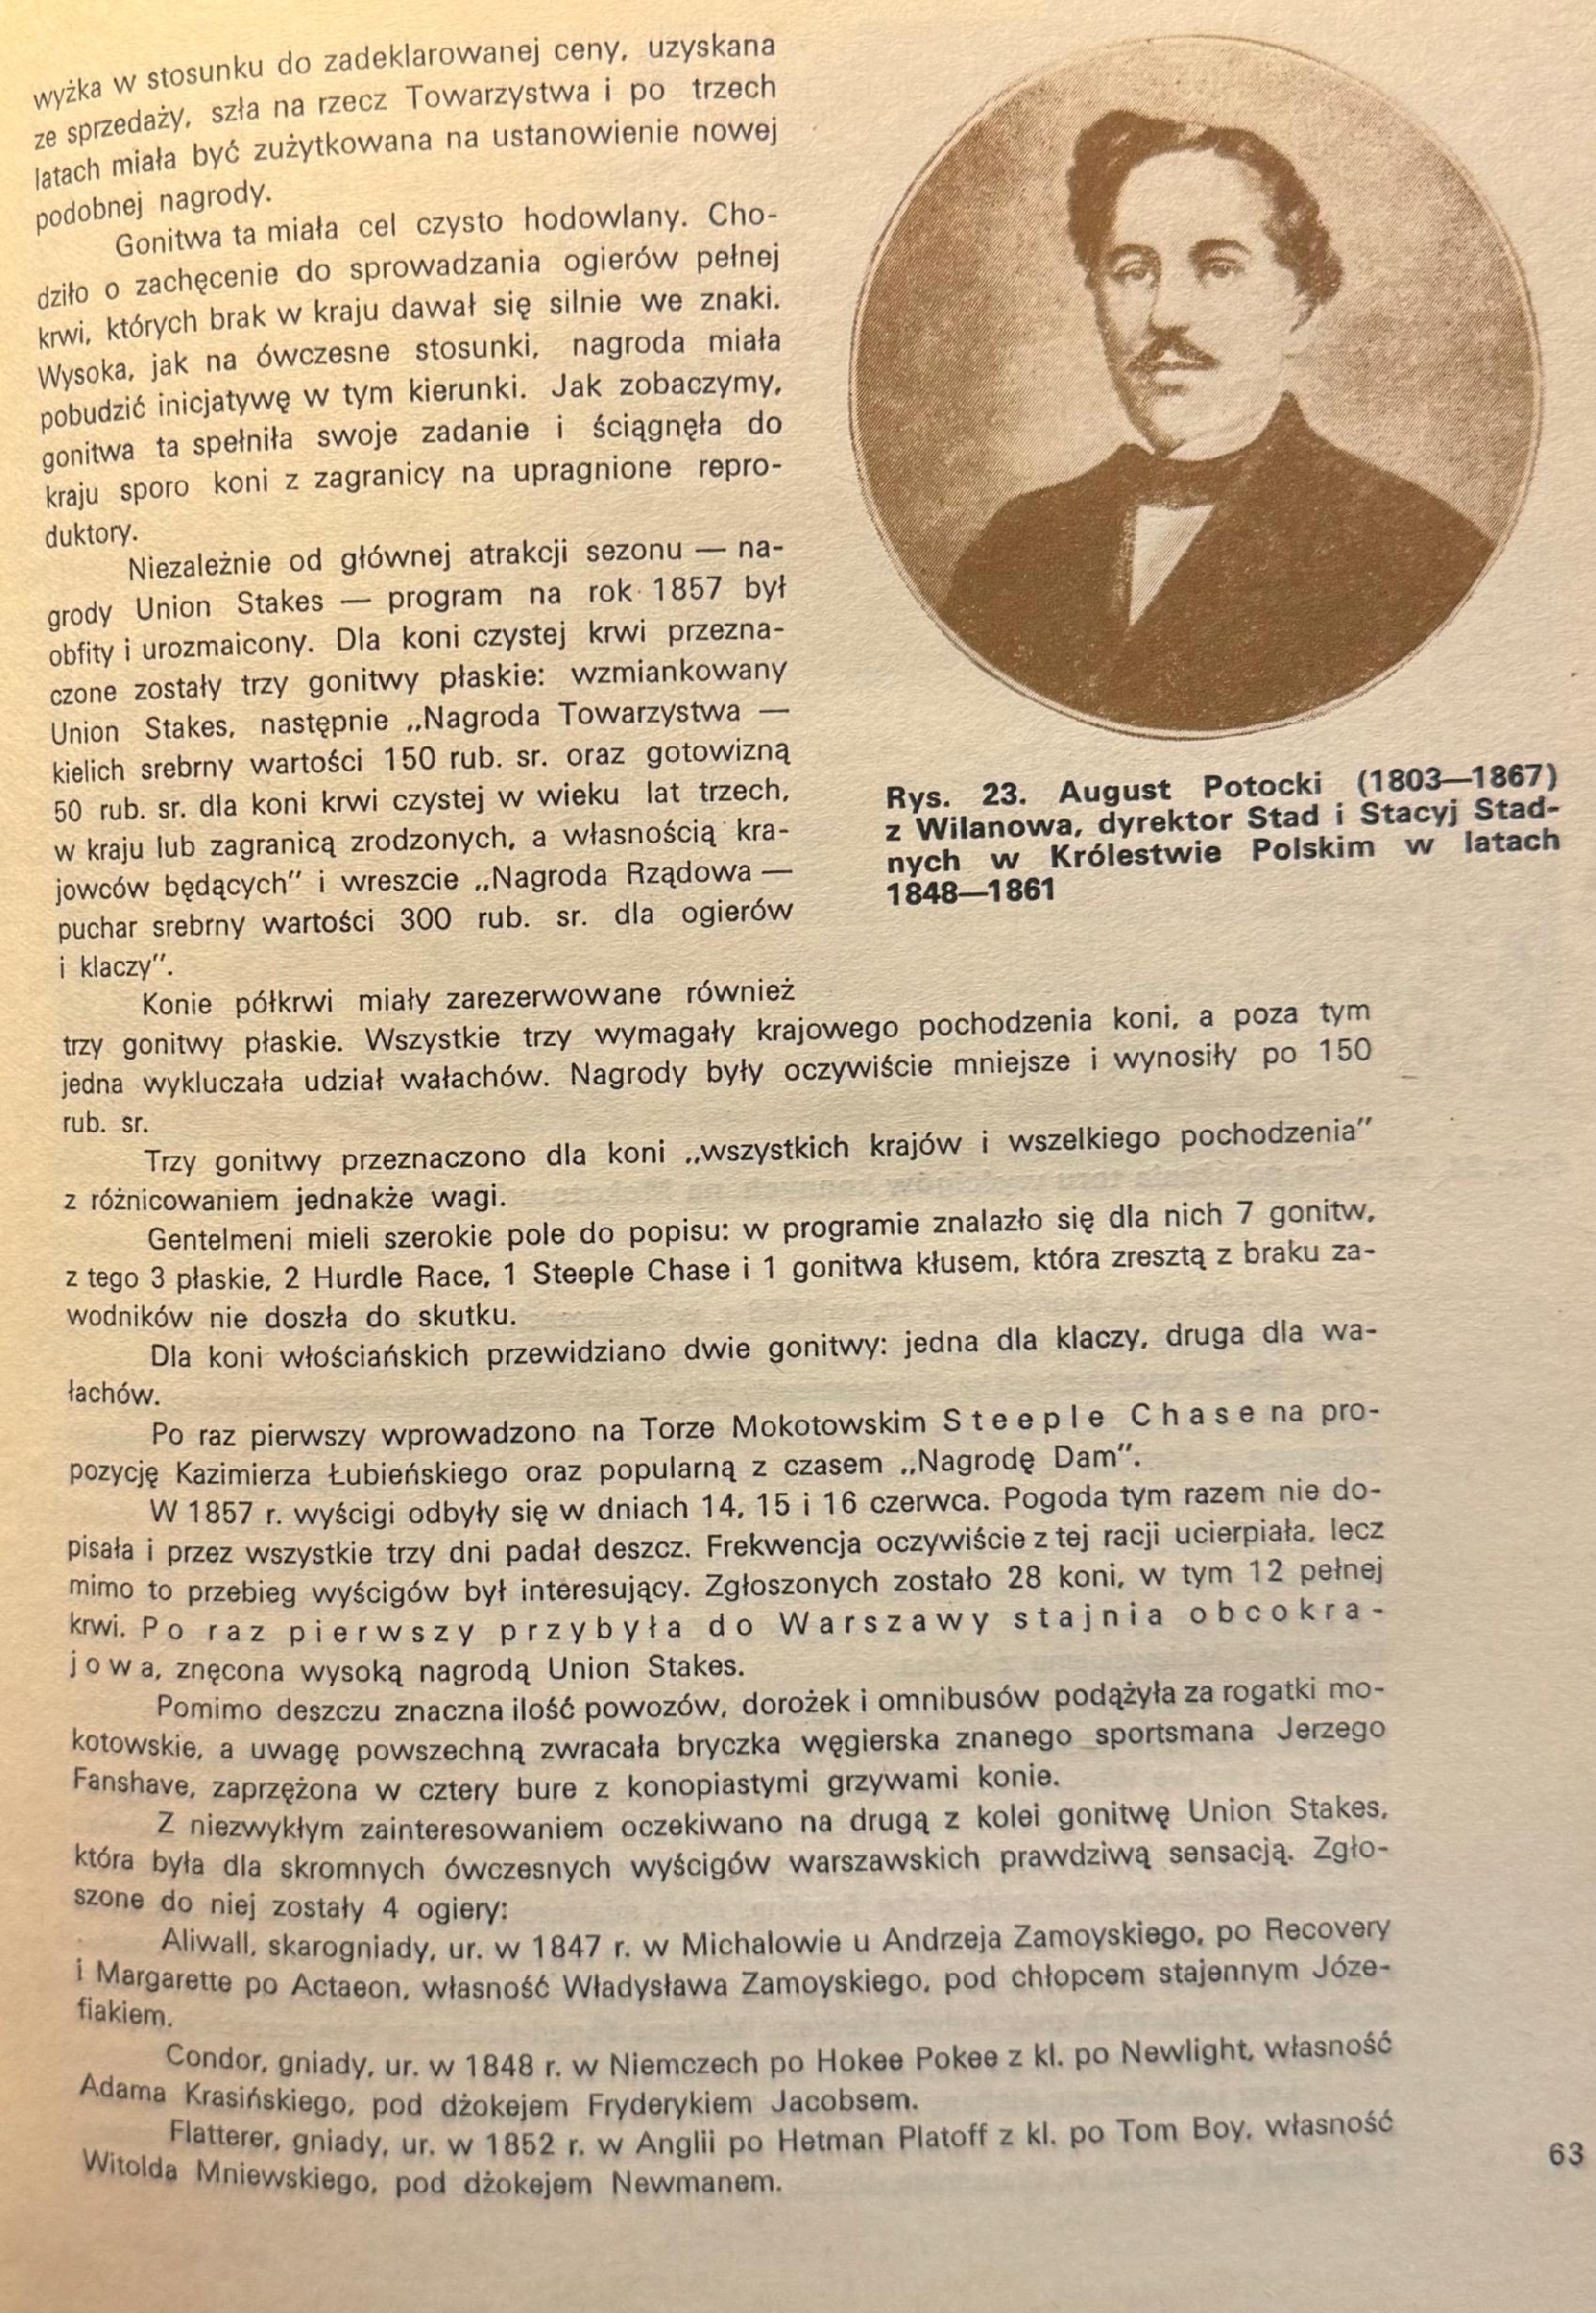 wyżka w stosunku do zadeklarowanej ceny, uzyskana
ze sprzedaży, szła na rzecz Towarzystwa i po trzech
latach miała być zużytkowana na ustanowienie nowej
podobnej nagrody.
Gonitwa ta miała cel czysto hodowlany. Cho-
dziło o zachęcenie do sprowadzania ogierów pełnej
krwi, których brak w kraju dawał się silnie we znaki.
Wysoka, jak na ówczesne stosunki, nagroda miała
pobudzić inicjatywę w tym kierunki. Jak zobaczymy,
gonitwa ta spełniła swoje zadanie i ściągnęła do
kraju sporo koni z zagranicy na upragnione repro-
duktory.
Niezależnie od głównej atrakcji sezonu — na-
grody Union Stakes — program na rok 1857 był
obfity i urozmaicony. Dla koni czystej krwi przezna-
czone zostały trzy gonitwy płaskie: wzmiankowany
Union Stakes, następnie „Nagroda Towarzystwa —
kielich srebrny wartości 150 rub. sr. oraz gotowizną
50 rub. sr. dla koni krwi czystej w wieku lat trzech,
w kraju lub zagranicą zrodzonych, a własnością kra-
jowców będących” i wreszcie „Nagroda Rządowa —
puchar srebrny wartości 300 rub. sr. dla ogierów
i klaczy”.
Rys. 23. August Potocki (1803—1867)
z Wilanowa, dyrektor Stad i Stacyj Stad-
nych w Królestwie Polskim w latach
1848—1861
Konie półkrwi miały zarezerwowane również
trzy gonitwy płaskie. Wszystkie trzy wymagały krajowego pochodzenia koni, a poza tym
jedna wykluczała udział wałachów. Nagrody były oczywiście mniejsze i wynosiły po 150
rub. sr.
Trzy gonitwy przeznaczono dla koni „wszystkich krajów i wszelkiego pochodzenia”
z różnicowaniem jednakże wagi.
Gentelmeni mieli szerokie pole do popisu: w programie znalazło się dla nich 7 gonitw,
z tego 3 płaskie, 2 Hurdle Race, 1 Steeple Chase i 1 gonitwa kłusem, która zresztą z braku za-
wodników nie doszła do skutku.
Dla koni włościańskich przewidziano dwie gonitwy: jedna dla klaczy, druga dla wa-
łachów.
Po raz pierwszy wprowadzono na Torze Mokotowskim Steeple Chase na pro-
pozycję Kazimierza Łubieńskiego oraz popularną z czasem „Nagrodę Dam”.
W 1857 r. wyścigi odbyły się w dniach 14, 15 i 16 czerwca. Pogoda tym razem nie do-
pisała i przez wszystkie trzy dni padał deszcz. Frekwencja oczywiście z tej racji ucierpiała, lecz
mimo to przebieg wyścigów był interesujący. Zgłoszonych zostało 28 koni, w tym 12 pełnej
krwi. Po raz pierwszy przybyła do Warszawy stajnia obcokra-
jowa, znęcona wysoką nagrodą Union Stakes.
Pomimo deszczu znaczna ilość powozów, dorożek i omnibusów podążyła za rogatki mo-
kotowskie, a uwagę powszechną zwracała bryczka węgierska znanego sportsmana Jerzego
Fanshave, zaprzężona w cztery bure z konopiastymi grzywami konie.
Z niezwykłym zainteresowaniem oczekiwano na drugą z kolei gonitwę Union Stakes,
która była dla skromnych ówczesnych wyścigów warszawskich prawdziwą sensacją. Zgło-
szone do niej zostały 4 ogiery:
Aliwall, skarogniady, ur. w 1847 r. w Michalowie u Andrzeja Zamoyskiego, po Recovery
i Margarette po Actaeon, własność Władysława Zamoyskiego, pod chłopcem stajennym Józe-
fiakiem.
Condor, gniady, ur. w 1848 r. w Niemczech po Hokee Pokee z kl. po Newlight, własność
Adama Krasińskiego, pod dżokejem Fryderykiem Jacobsem.
Flatterer, gniady, ur. w 1852 r. w Anglii po Hetman Platoff z kl. po Tom Boy, własność
Witolda Mniewskiego, pod dżokejem Newmanem.
63